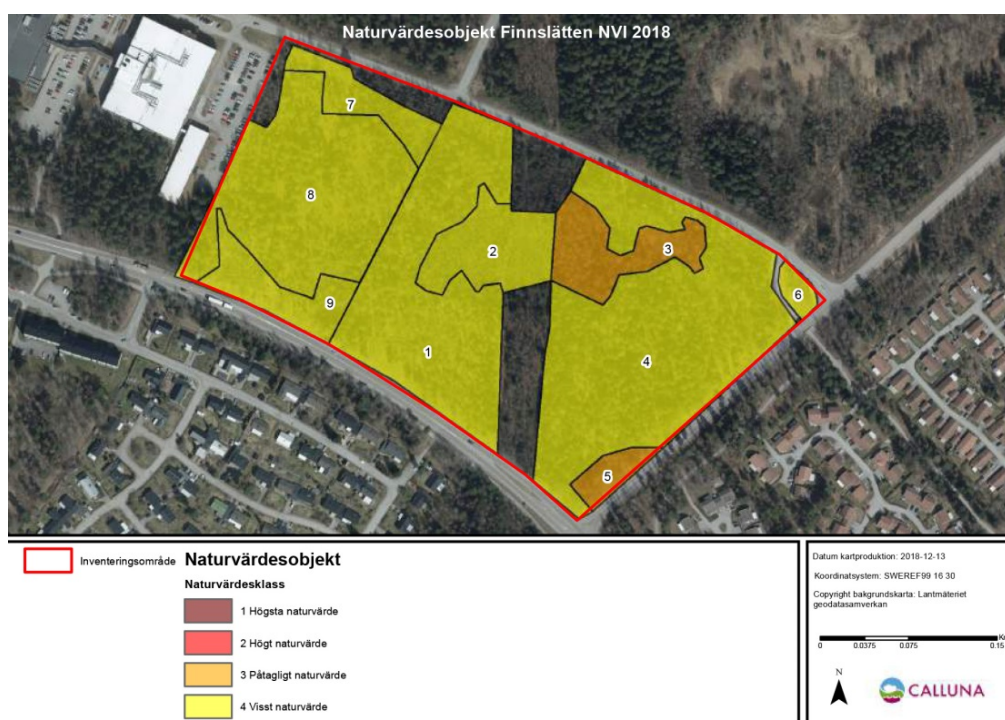 Naturvärdesobjekt Finnslätten NVI 2018
7
8
2
3
6
9
1
4
5
Inventeringsområde
Naturvärdesobjekt
Naturvärdesklass
1 Högsta naturvärde
2 Högt naturvärde
3 Påtagligt naturvärde
4 Visst naturvärde
Datum kartproduktion: 2018-12-13
Koordinatsystem: SWEREF99 16 30
Copyright bakgrundskarta: Lantmäteriet
geodatasamverkan
0 0.0375 0.075 0.15
N
CALLUNA